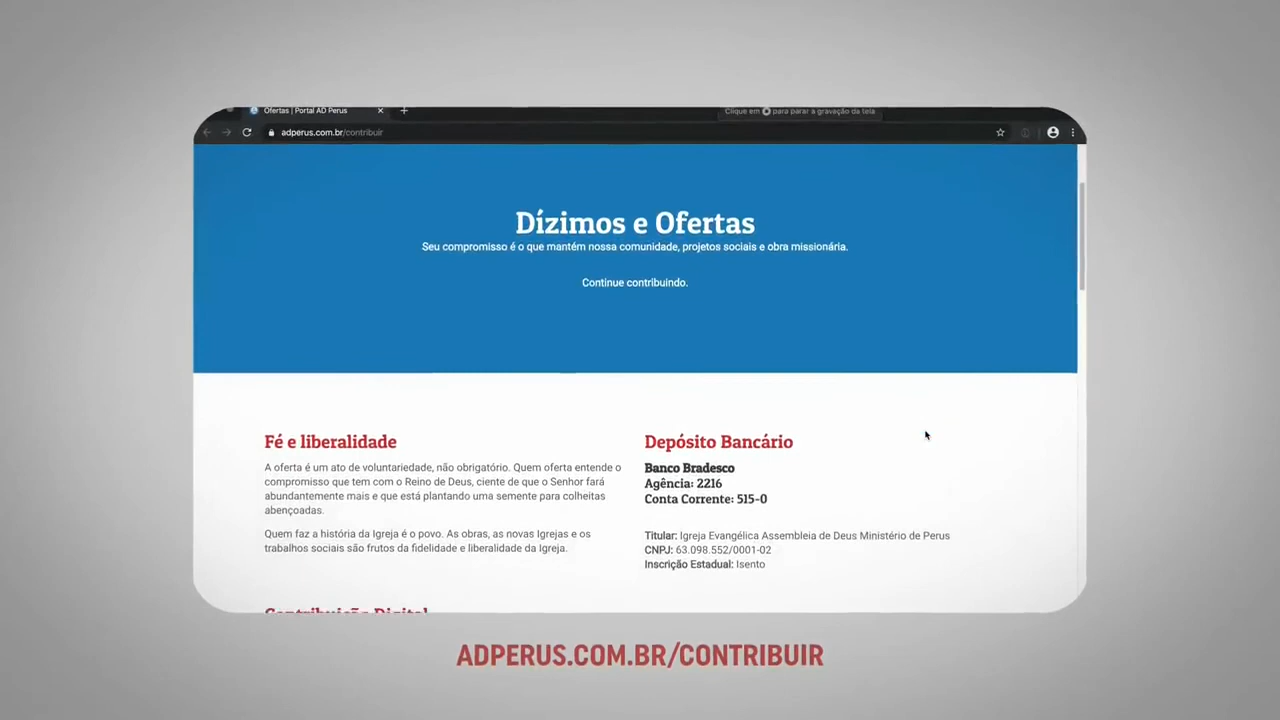 Ofertas | Portal AD Perus
Clique em para parar a gravação da tela
adperus.com.br/contribuir
Dízimos e Ofertas
Seu compromisso é o que mantém nossa comunidade, projetos sociais e obra missionária.
Continue contribuindo.
Fé e liberalidade
A oferta é um ato de voluntariedade, não obrigatório. Quem oferta entende o
compromisso que tem com o Reino de Deus, ciente de que o Senhor fará
abundantemente mais e que está plantando uma semente para colheitas
abençoadas.
Quem faz a história da Igreja é o povo. As obras, as novas Igrejas e os
trabalhos sociais são frutos da fidelidade e liberalidade da Igreja.
Depósito Bancário
Banco Bradesco
Agência: 2216
Conta Corrente: 515-0
Titular: Igreja Evangélica Assembleia de Deus Ministério de Perus
CNPJ: 63.098.552/0001-02
Inscrição Estadual: Isento
Contribuição Digital
ADPERUS.COM.BR/CONTRIBUIR